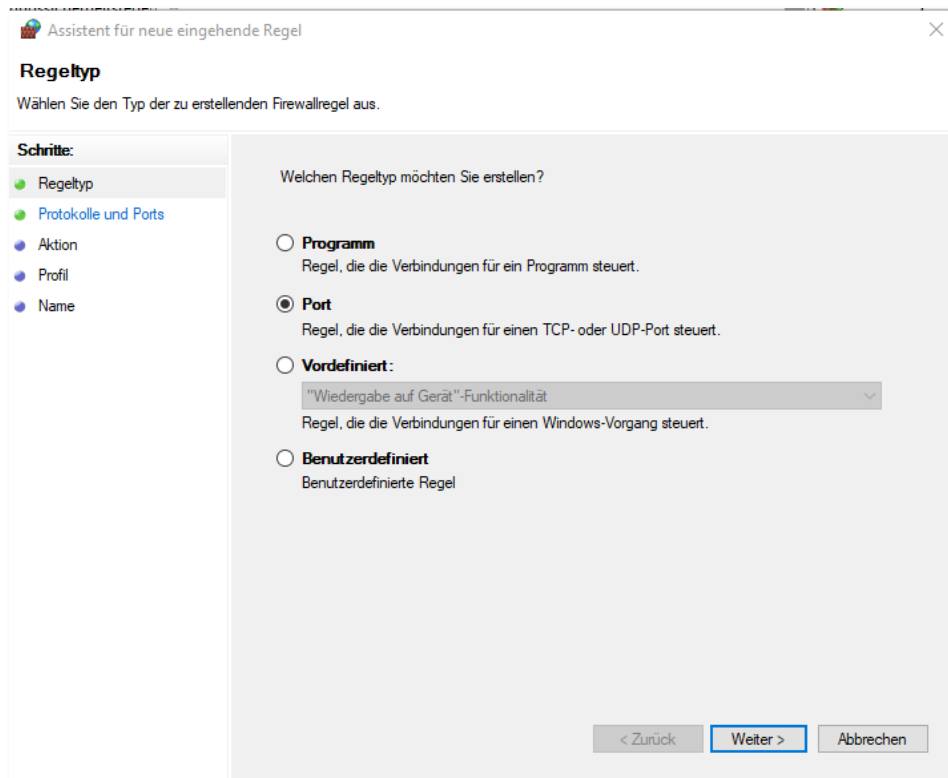 Assistent für neue eingehende Regel
Regeltyp
Wählen Sie den Typ der zu erstellenden Firewallregel aus.
Schritte:
Regeltyp
Protokolle und Ports
Aktion
Profil
Name
Welchen Regeltyp möchten Sie erstellen?
Programm
Regel, die die Verbindungen für ein Programm steuert.
Port
Regel, die die Verbindungen für einen TCP- oder UDP-Port steuert.
Vordefiniert:
"Wiedergabe auf Gerät"-Funktionalität
Regel, die die Verbindungen für einen Windows-Vorgang steuert.
Benutzerdefiniert
Benutzerdefinierte Regel
< Zurück
Weiter >
Abbrechen